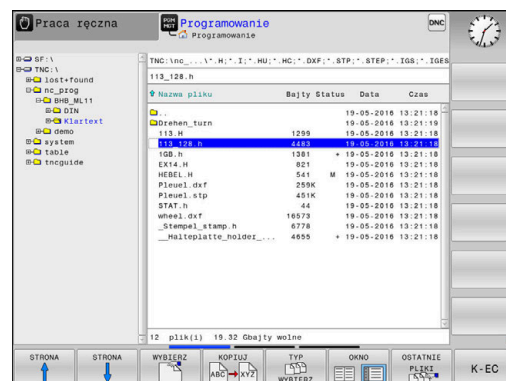 Praca ręczna
PGM MGT
Programowanie
Programowanie
DNC
SF:\
TNC:\
lost+found
nc_prog
BHB_ML11
DIN
Klartext
demo
system
table
tncguide
TNC:\nc_...\*.H;*.I;*.HU;*.HC;*.DXF;*.STP;*.STEP;*.IGS;*.IGES
113_128.h
Nazwa pliku Bajty Status Data Czas
.. 19-05-2016 13:21:18
Drehen_turn 19-05-2016 13:21:19
113.H 1299 19-05-2016 13:21:18
113_128.h 4483 19-05-2016 13:21:18
1GB.h 1381 + 19-05-2016 13:21:18
EX14.H 821 19-05-2016 13:21:18
HEBEL.H 541 M 19-05-2016 13:21:18
Pleuel.dxf 259K 19-05-2016 13:21:18
Pleuel.stp 451K 19-05-2016 13:21:18
STAT.h 44 19-05-2016 13:21:18
wheel.dxf 16573 19-05-2016 13:21:18
_Stempel_stamp.h 6778 19-05-2016 13:21:18
__Halteplatte_holder_... 4655 + 19-05-2016 13:21:18
12 plik(i) 19.32 Gbajty wolne
STRONA
STRONA
WYBIERZ
KOPIUJ
ABC XYZ
TYP
WYBIERZ
OKNO
OSTATNIE
PLIKI
K-EC